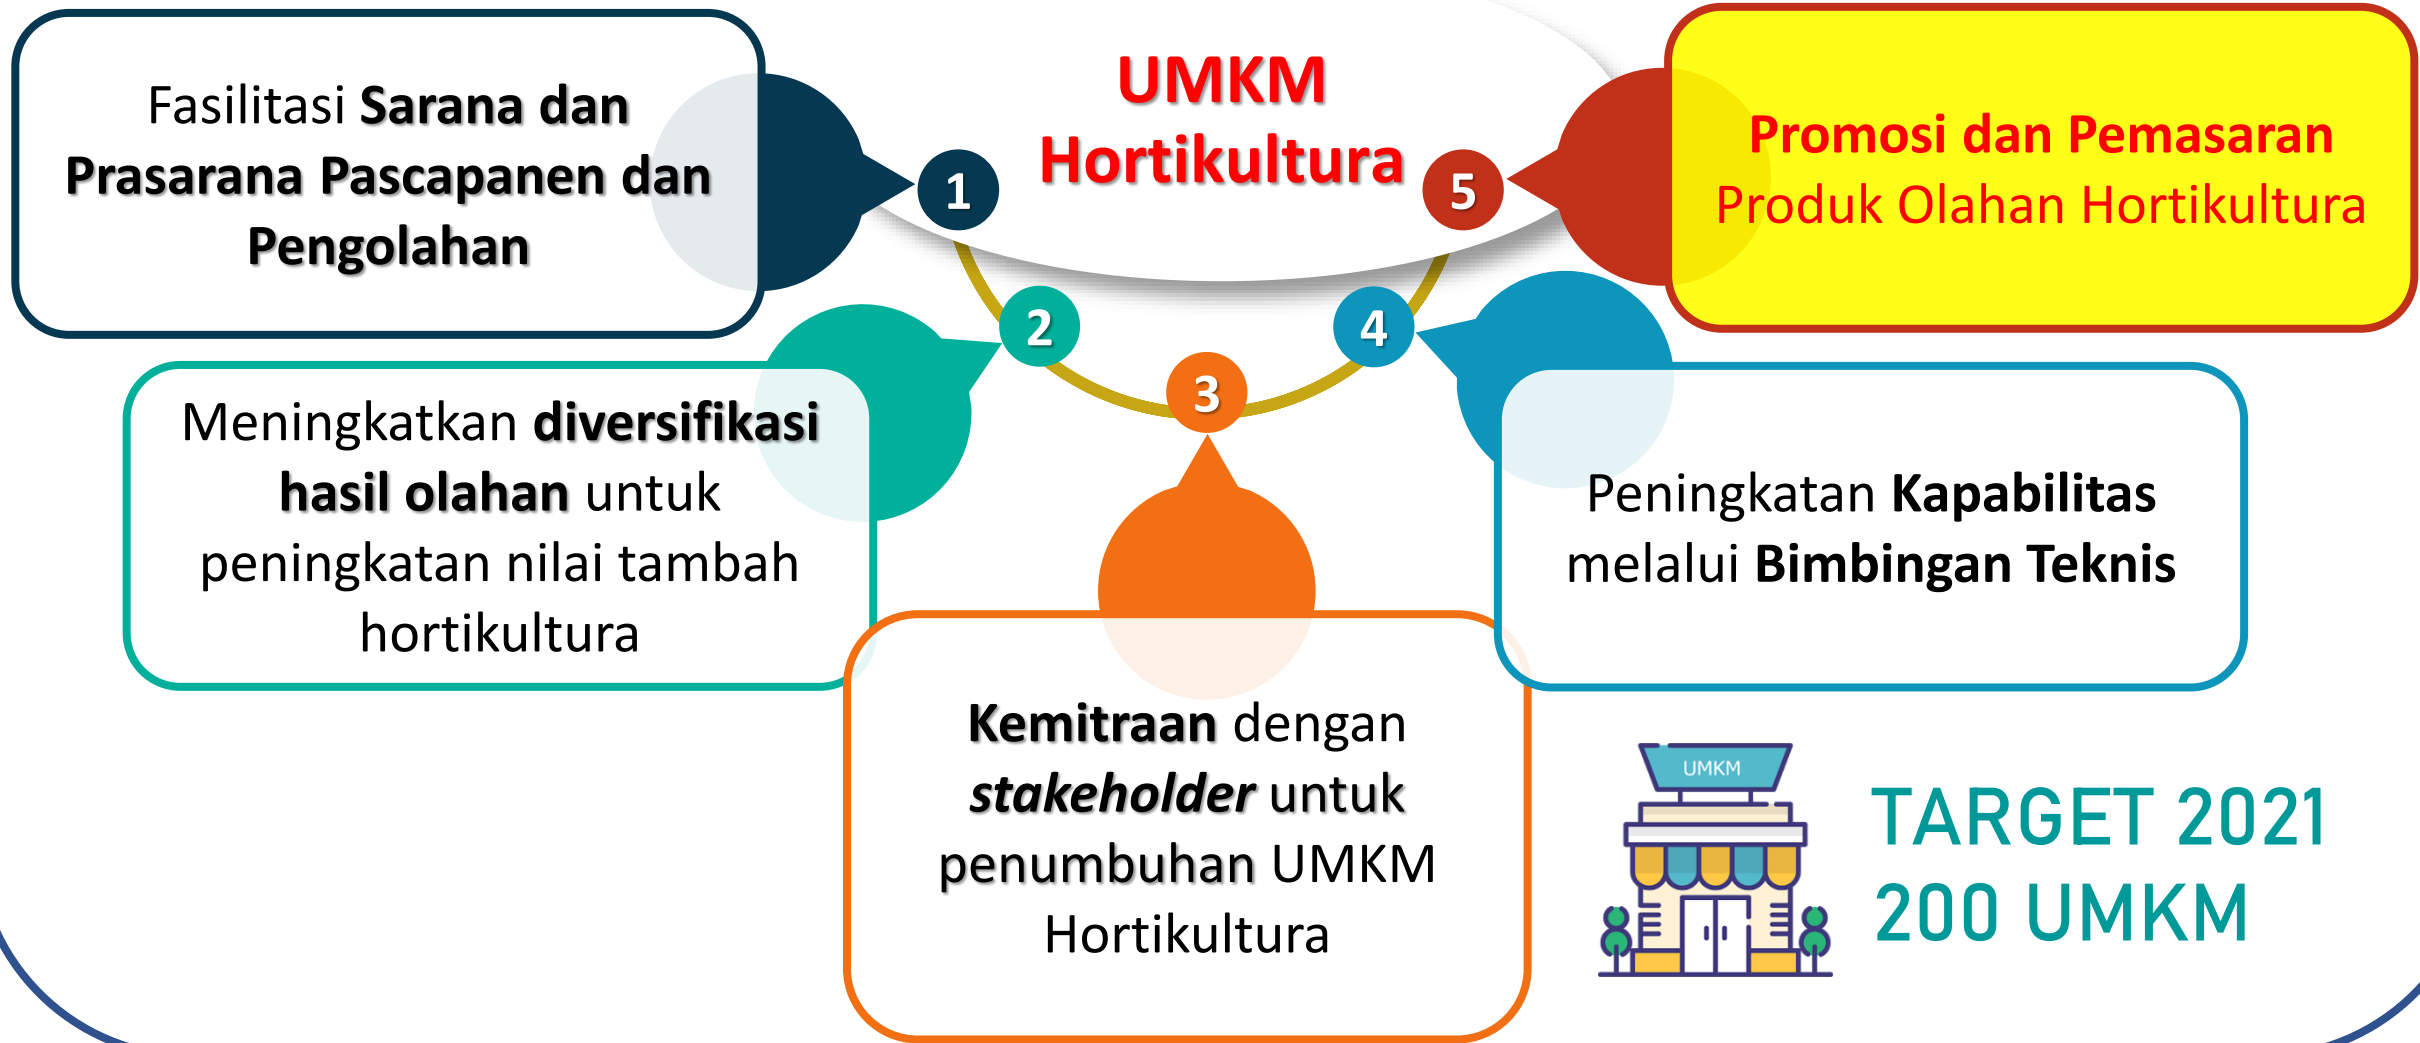 UMKM
Hortikultura
1
Fasilitasi Sarana dan
Prasarana Pascapanen dan
Pengolahan
2
Meningkatkan diversifikasi
hasil olahan untuk
peningkatan nilai tambah
hortikultura
3
Kemitraan dengan
stakeholder untuk
penumbuhan UMKM
Hortikultura
4
Peningkatan Kapabilitas
melalui Bimbingan Teknis
5
Promosi dan Pemasaran
Produk Olahan Hortikultura
UMKM
TARGET 2021
200 UMKM